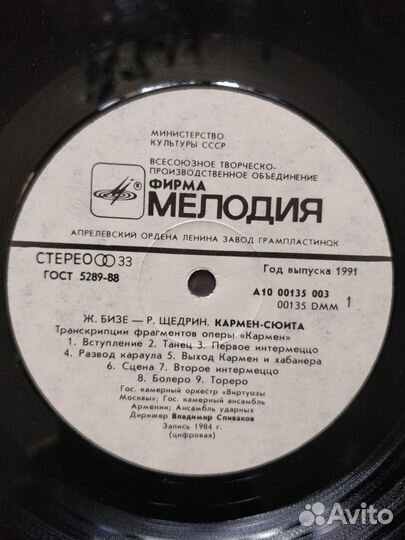 МИНИСТЕРСТВО
КУЛЬТУРЫ СССР
ВСЕСОЮЗНОЕ ТВОРЧЕСКО-
ПРОИЗВОДСТВЕННОЕ ОБЪЕДИНЕНИЕ
® ФИРМА
МЕЛОДИЯ
АПРЕЛЕВСКИЙ ОРДЕНА ЛЕНИНА ЗАВОД ГРАМПЛАСТИНОК
СТЕРЕО 33
ГОСТ 5289-88
Год выпуска 1991
А10 00135 003
00135 DMM 1
Ж. БИЗЕ — Р. ЩЕДРИН. КАРМЕН-СЮИТА
Транскрипции фрагментов оперы «Кармен»
1. Вступление 2. Танец 3. Первое интермеццо
4. Развод караула 5. Выход Кармен и хабанера
6. Сцена 7. Второе интермеццо
8. Болеро 9. Тореро
Гос. камерный оркестр «Виртуозы
Москвы»; Гос. камерный ансамбль
Армении; Ансамбль ударных
Дирижер Владимир Спиваков
Запись 1984 г.
(цифровая)
Avito